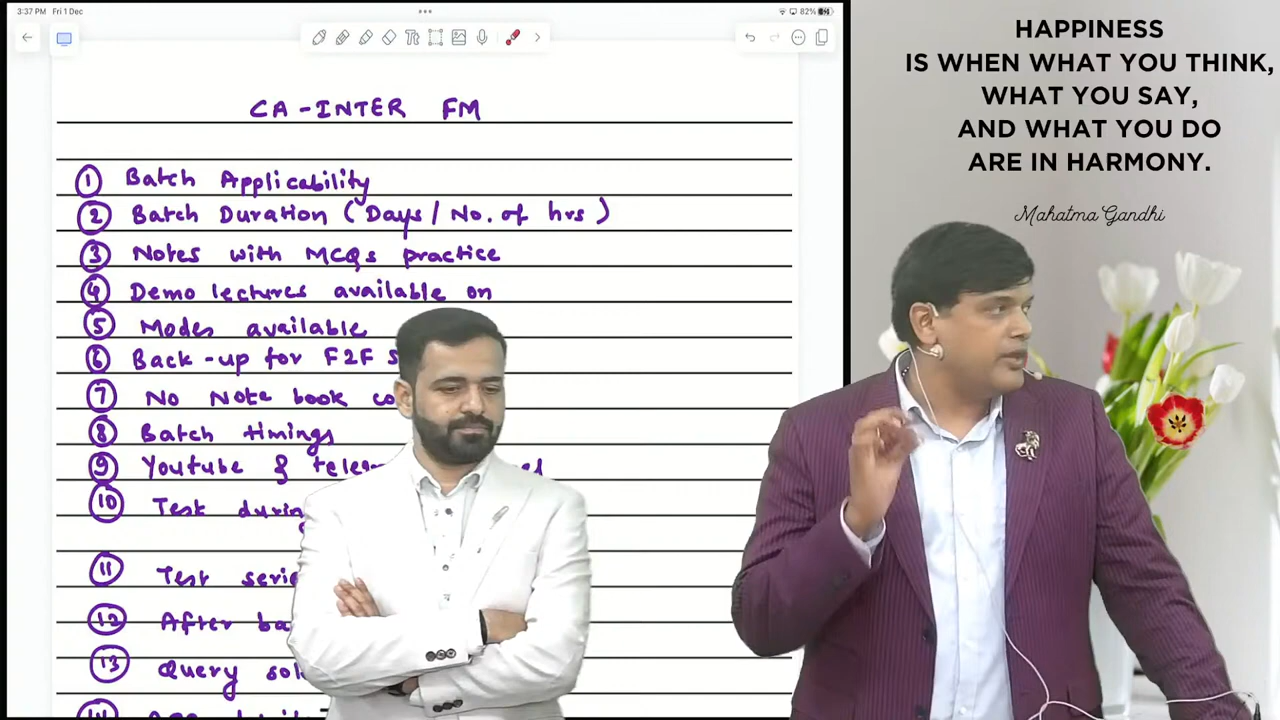 3:37 PM Fri 1 Dec
82%
CA-INTER FM
1 Batch Applicability
2 Batch Duration (Days / No. of hrs)
3 Notes with MCQs practice
4 Demo lectures available on
5 Modes available
6 Back-up for F2F
7 No Note book
8 Batch timings
9 Youtube &
10 Test
11 Test
12 After
13 Query
14
HAPPINESS
IS WHEN WHAT YOU THINK,
WHAT YOU SAY,
AND WHAT YOU DO
ARE IN HARMONY.
Mahatma Gandhi